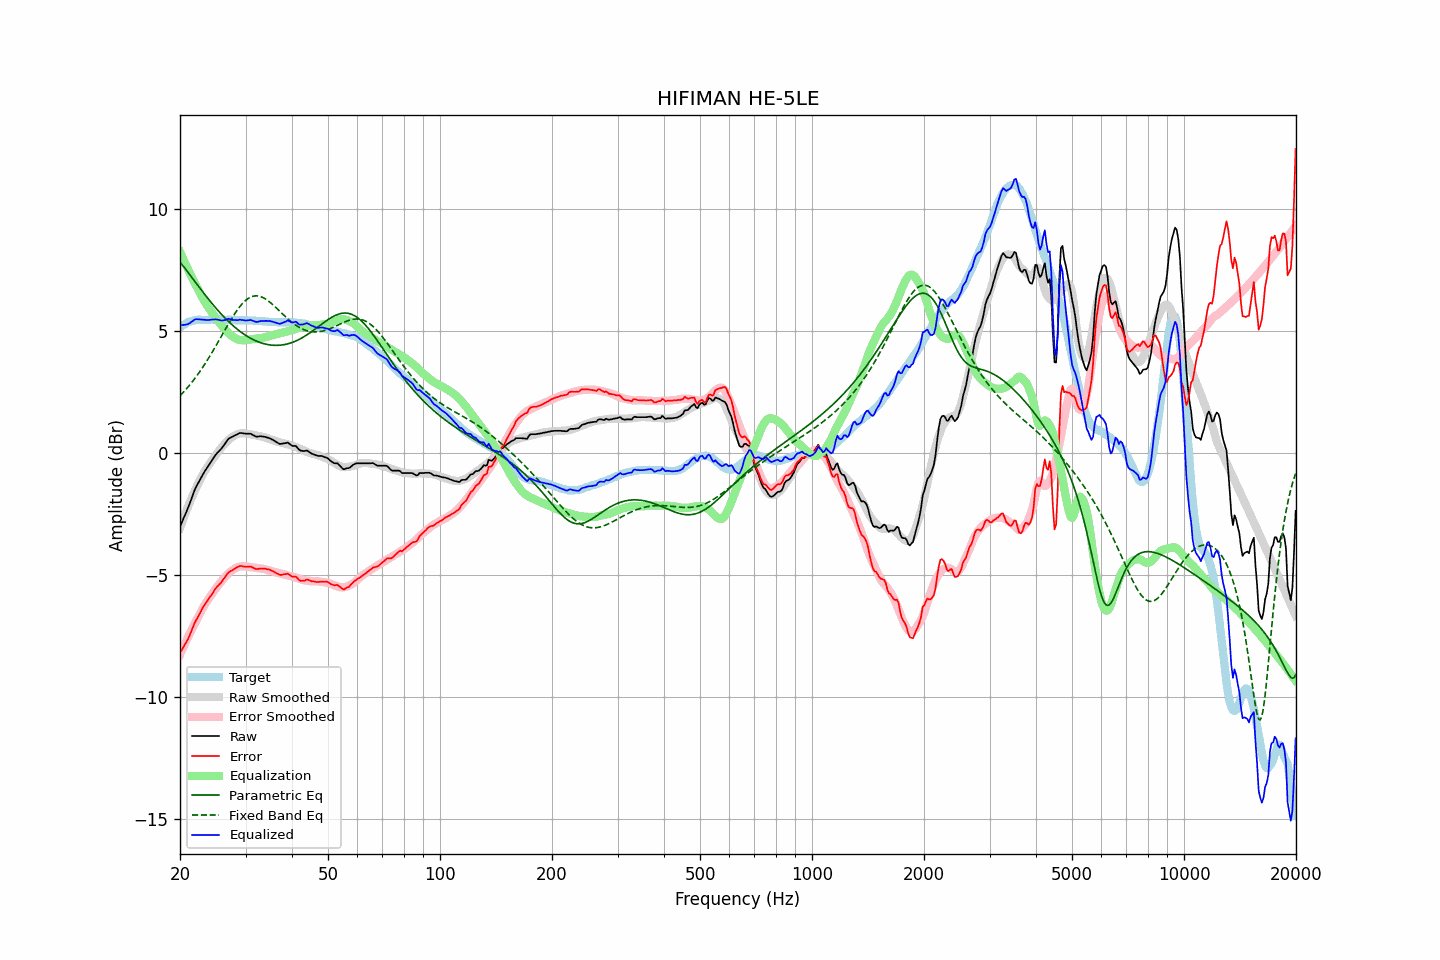 HIFIMAN HE-5LE
Amplitude (dBr)
10
5
0
−5
−10
−15
Target
Raw Smoothed
Error Smoothed
Raw
Error
Equalization
Parametric Eq
Fixed Band Eq
Equalized
20 50 100 200 500 1000 2000 5000 10000 20000
Frequency (Hz)